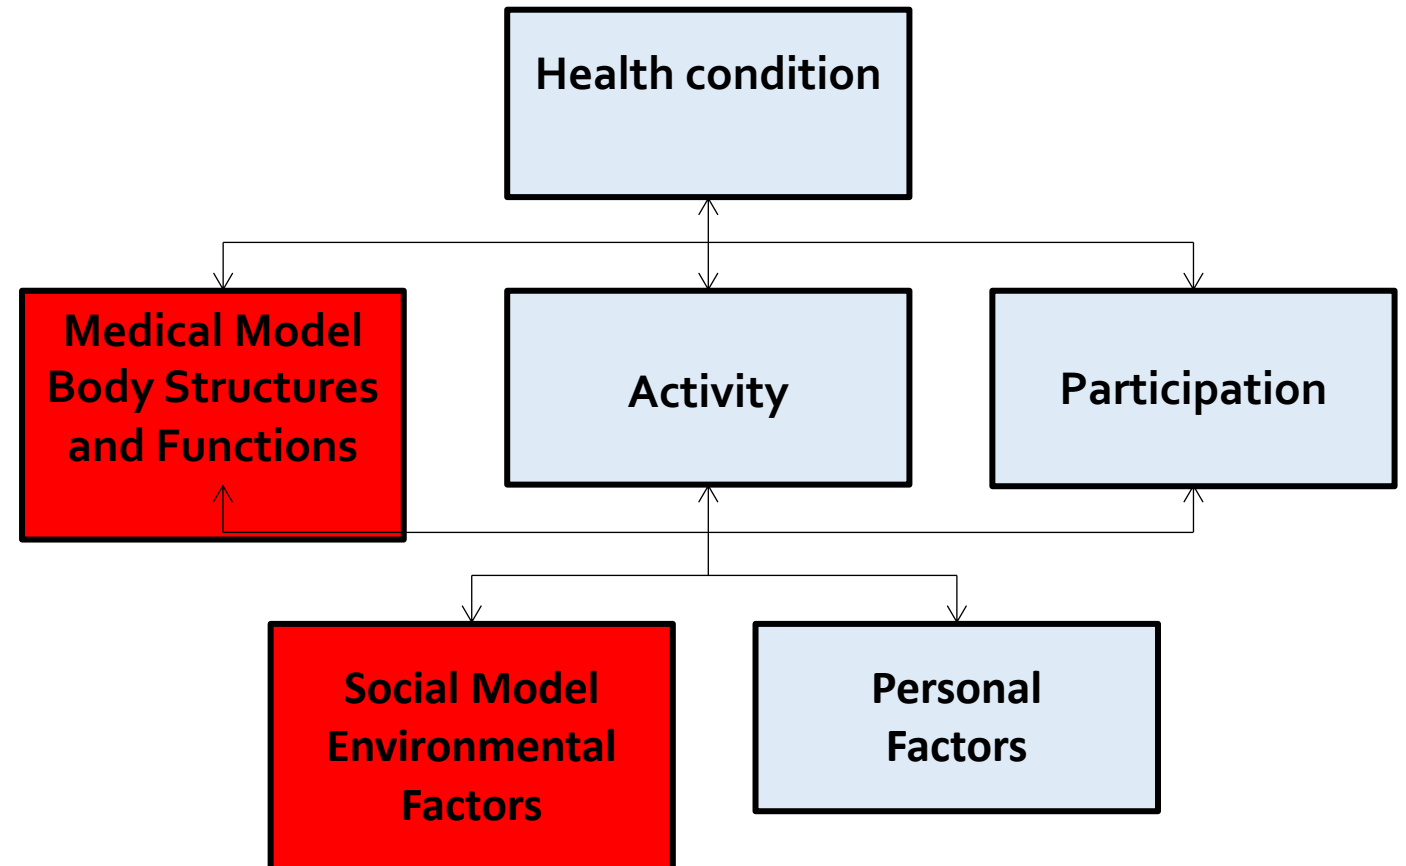 Health condition
Medical Model
Body Structures
and Functions
Activity
Participation
Social Model
Environmental
Factors
Personal
Factors